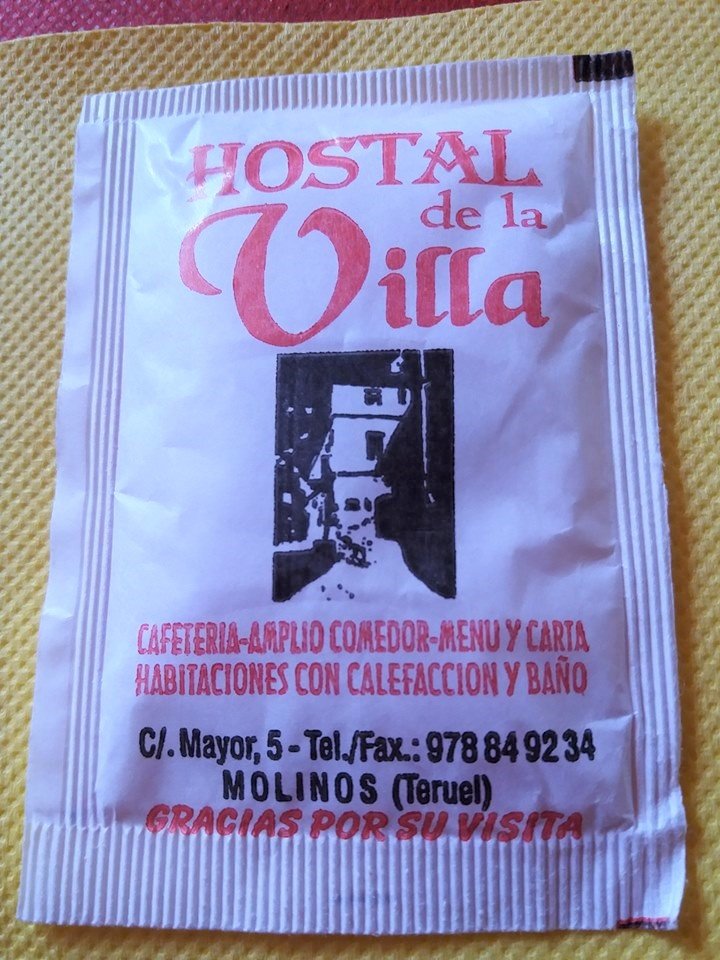 HOSTAL
de la
Villa
CAFETERIA-AMPLIO COMEDOR-MENU Y CARTA
HABITACIONES CON CALEFACCION Y BAÑO
C/. Mayor, 5 - Tel./Fax.: 978 84 92 34
MOLINOS (Teruel)
GRACIAS POR SU VISITA